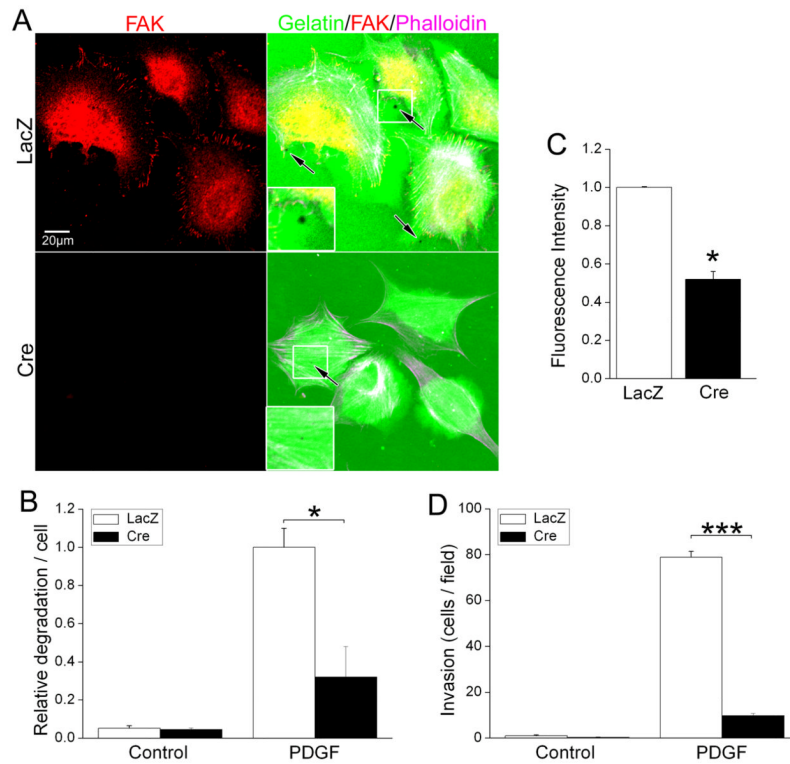 A
FAK
Gelatin/FAK/Phalloidin
LacZ
20µm
Cre
C
Fluorescence Intensity
1.2
1.0
0.8
0.6
0.4
0.2
0.0
*
LacZ
Cre
B
LacZ
Cre
Relative degradation / cell
1.2
1.0
0.8
0.6
0.4
0.2
0.0
*
Control
PDGF
D
LacZ
Cre
Invasion (cells / field)
100
80
60
40
20
0
***
Control
PDGF